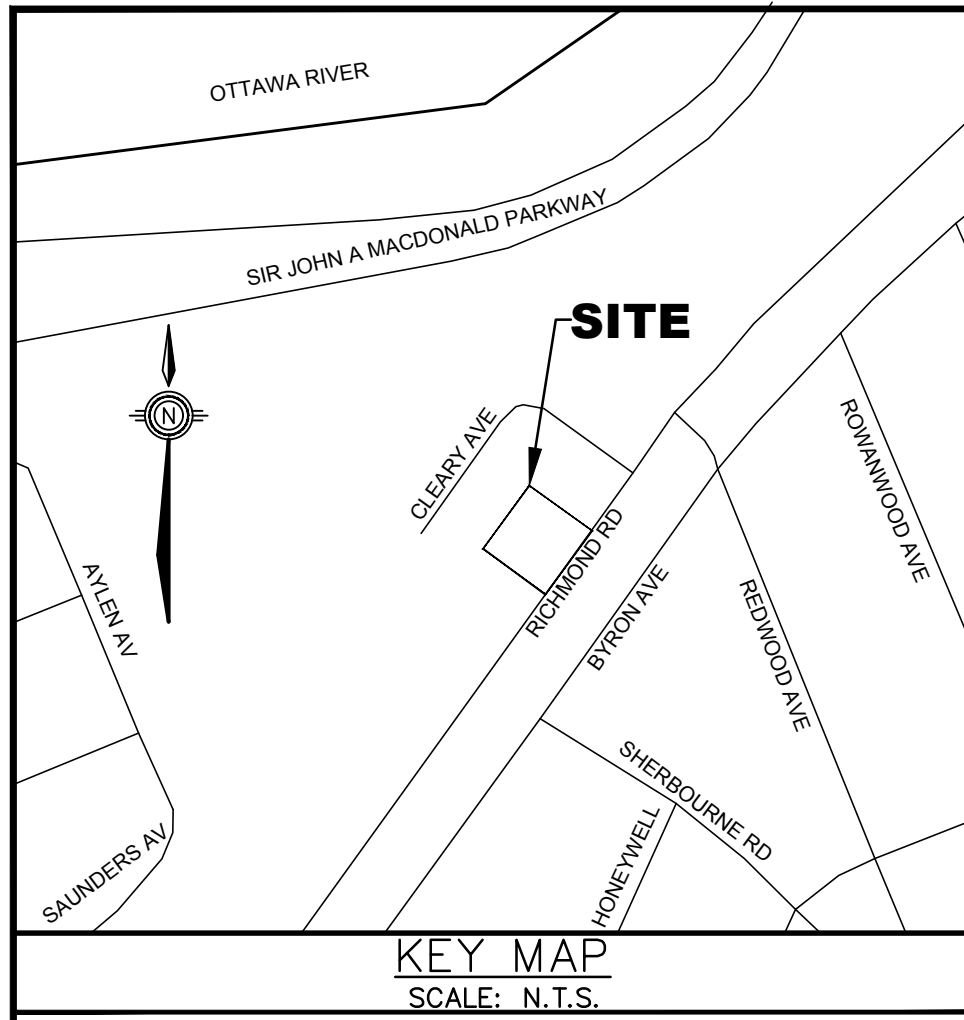 OTTAWA RIVER
SIR JOHN A MACDONALD PARKWAY
SITE
N
CLEARY AVE
ROWANWOOD AVE
RICHMOND RD
BYRON AVE
REDWOOD AVE
AYLEN AV
SHERBOURNE RD
HONEYWELL
SAUNDERS AV
KEY MAP
SCALE: N.T.S.